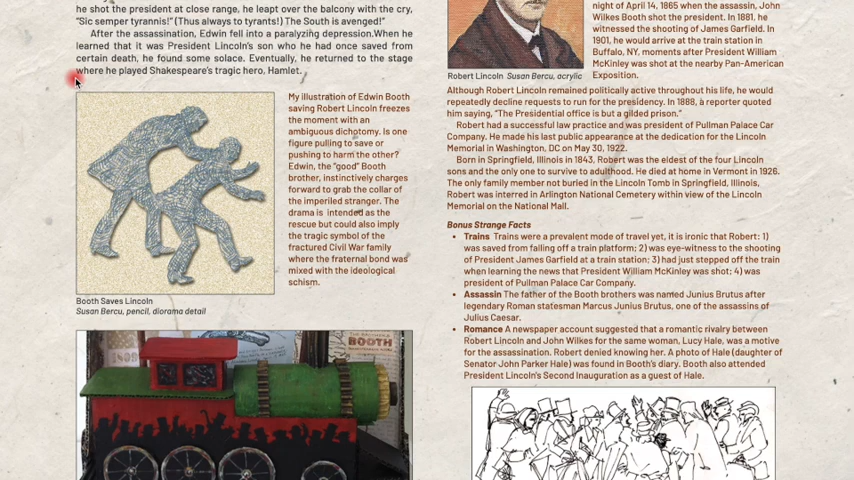 he shot the president at close range, he leapt over the balcony with the cry,
"Sic semper tyrannis!" (Thus always to tyrants!) The South is avenged!"
After the assassination, Edwin fell into a paralyzing depression.When he
learned that it was President Lincoln's son who he had once saved from
certain death, he found some solace. Eventually, he returned to the stage
where he played Shakespeare's tragic hero, Hamlet.
My illustration of Edwin Booth
saving Robert Lincoln freezes
the moment with an
ambiguous dichotomy. Is one
figure pulling to save or
pushing to harm the other?
Edwin, the "good" Booth
brother, instinctively charges
forward to grab the collar of
the imperiled stranger. The
drama is intended as the
rescue but could also imply
the tragic symbol of the
fractured Civil War family
where the fraternal bond was
mixed with the ideological
schism.
Booth Saves Lincoln
Susan Bercu, pencil, diorama detail
BOOTH
night of April 14, 1865 when the assassin, John
Wilkes Booth shot the president. In 1881, he
witnessed the shooting of James Garfield. In
1901, he would arrive at the train station in
Buffalo, NY, moments after President William
McKinley was shot at the nearby Pan-American
Exposition.
Robert Lincoln Susan Bercu, acrylic
Although Robert Lincoln remained politically active throughout his life, he would
repeatedly decline requests to run for the presidency. In 1888, a reporter quoted
him saying, "The Presidential office is but a gilded prison."
Robert had a successful law practice and was president of Pullman Palace Car
Company. He made his last public appearance at the dedication for the Lincoln
Memorial in Washington, DC on May 30, 1922.
Born in Springfield, Illinois in 1843, Robert was the eldest of the four Lincoln
sons and the only one to survive to adulthood. He died at home in Vermont in 1926.
The only family member not buried in the Lincoln Tomb in Springfield, Illinois,
Robert was interred in Arlington National Cemetery within view of the Lincoln
Memorial on the National Mall.
Bonus Strange Facts
• Trains Trains were a prevalent mode of travel yet, it is ironic that Robert: 1)
was saved from falling off a train platform; 2) was eye-witness to the shooting
of President James Garfield at a train station; 3) had just stepped off the train
when learning the news that President William McKinley was shot; 4) was
president of Pullman Palace Car Company.
• Assassin The father of the Booth brothers was named Junius Brutus after
legendary Roman statesman Marcus Junius Brutus, one of the assassins of
Julius Caesar.
• Romance A newspaper account suggested that a romantic rivalry between
Robert Lincoln and John Wilkes for the same woman, Lucy Hale, was a motive
for the assassination. Robert denied knowing her. A photo of Hale (daughter of
Senator John Parker Hale) was found in Booth's diary. Booth also attended
President Lincoln's Second Inauguration as a guest of Hale.